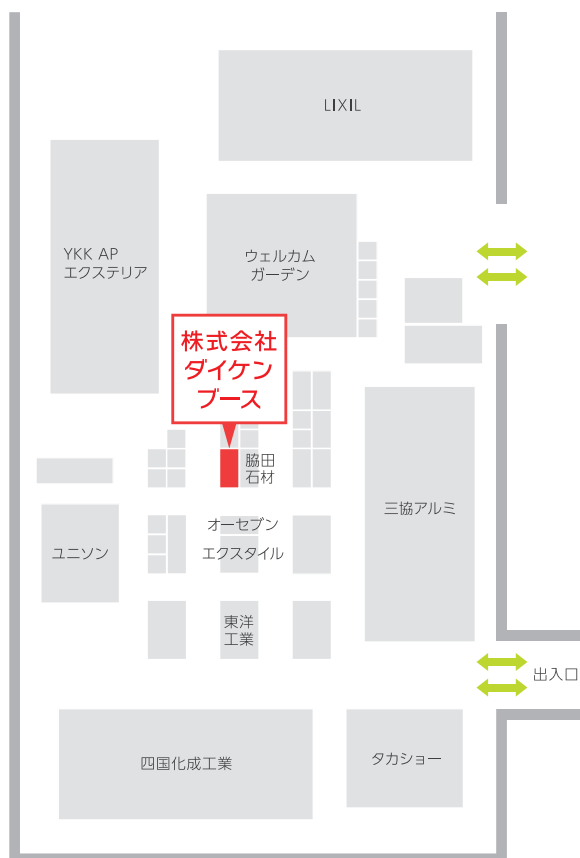 LIXIL
YKK AP
エクステリア
ウェルカム
ガーデン
株式会社
ダイケン
ブース
脇田
石材
三協アルミ
オーセブン
ユニソン
エクスタイル
東洋
工業
出入口
四国化成工業
タカショー